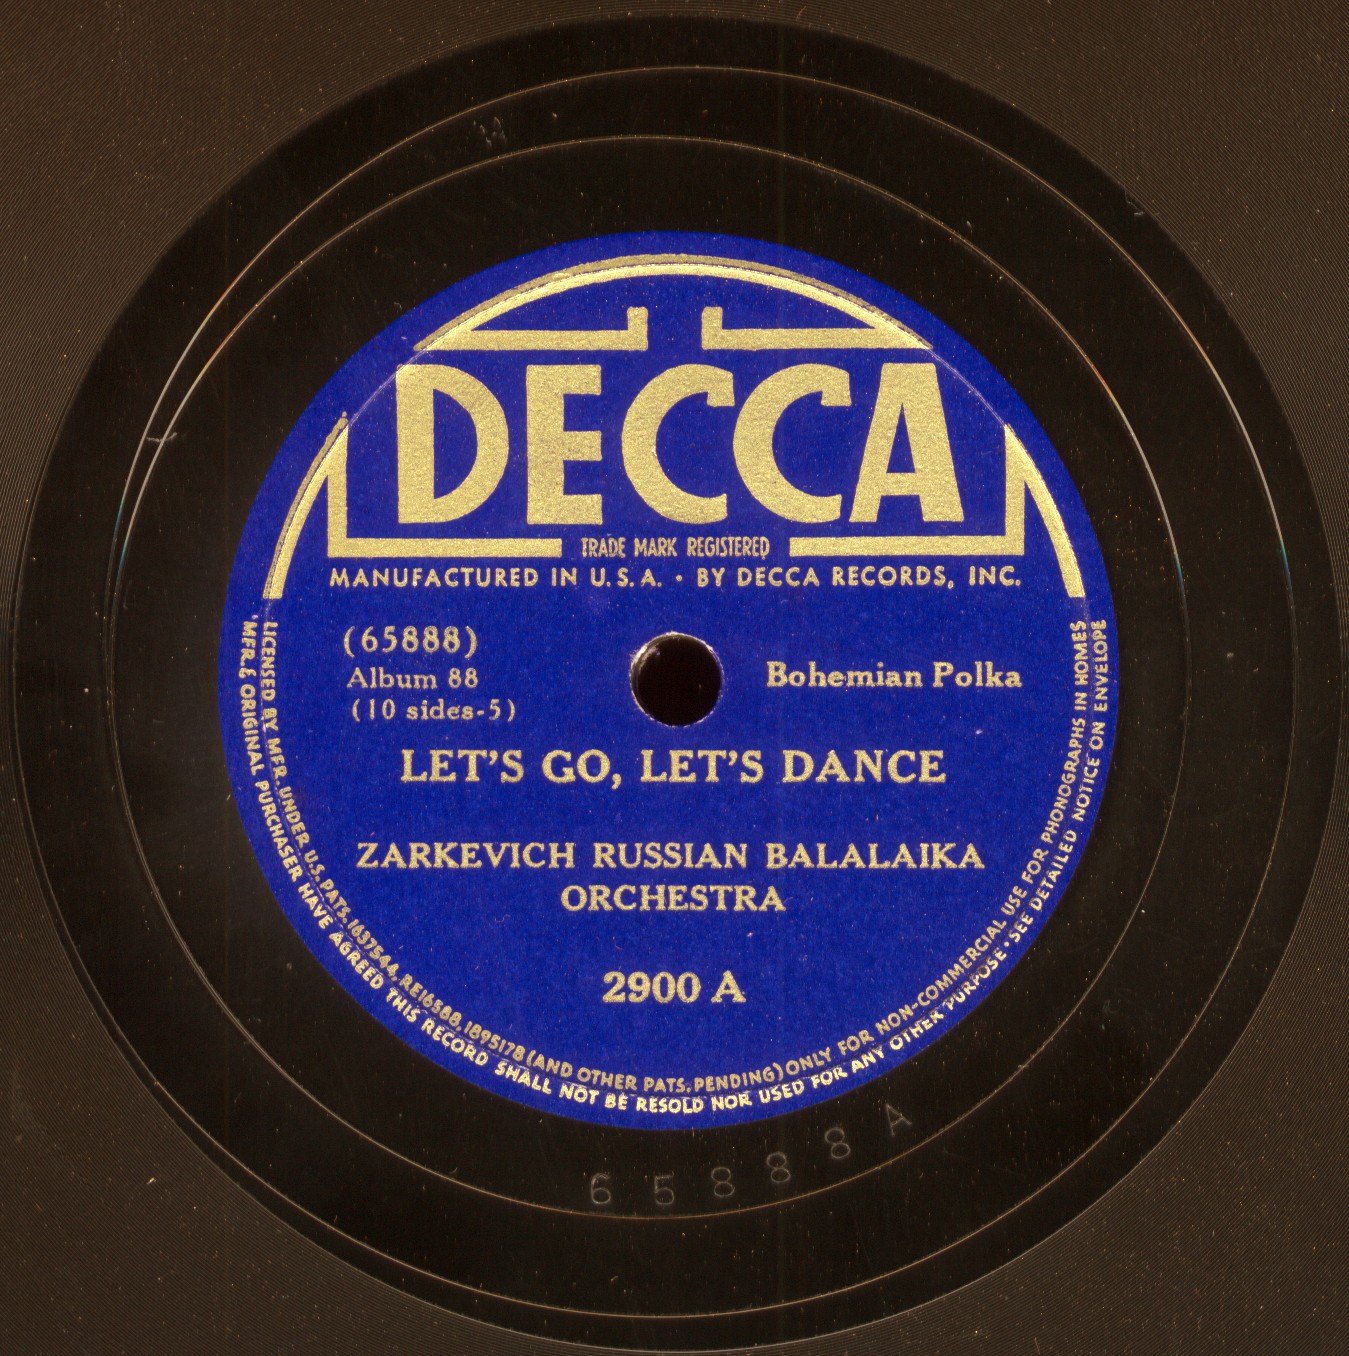 DECCA
TRADE MARK REGISTERED
MANUFACTURED IN U.S.A. • BY DECCA RECORDS, INC.
(65888)
Album 88
(10 sides-5)
Bohemian Polka
LET'S GO, LET'S DANCE
ZARKEVICH RUSSIAN BALALAIKA
ORCHESTRA
2900 A
LICENSED BY MFR. UNDER U.S. PATS. 1637544, RE16588, 1895178 (AND OTHER PATS. PENDING) ONLY FOR NON-COMMERCIAL USE FOR PHONOGRAPHS IN HOMES
MFR. & ORIGINAL PURCHASER HAVE AGREED THIS RECORD SHALL NOT BE RESOLD NOR USED FOR ANY OTHER PURPOSE • SEE DETAILED NOTICE ON ENVELOPE
65888 A